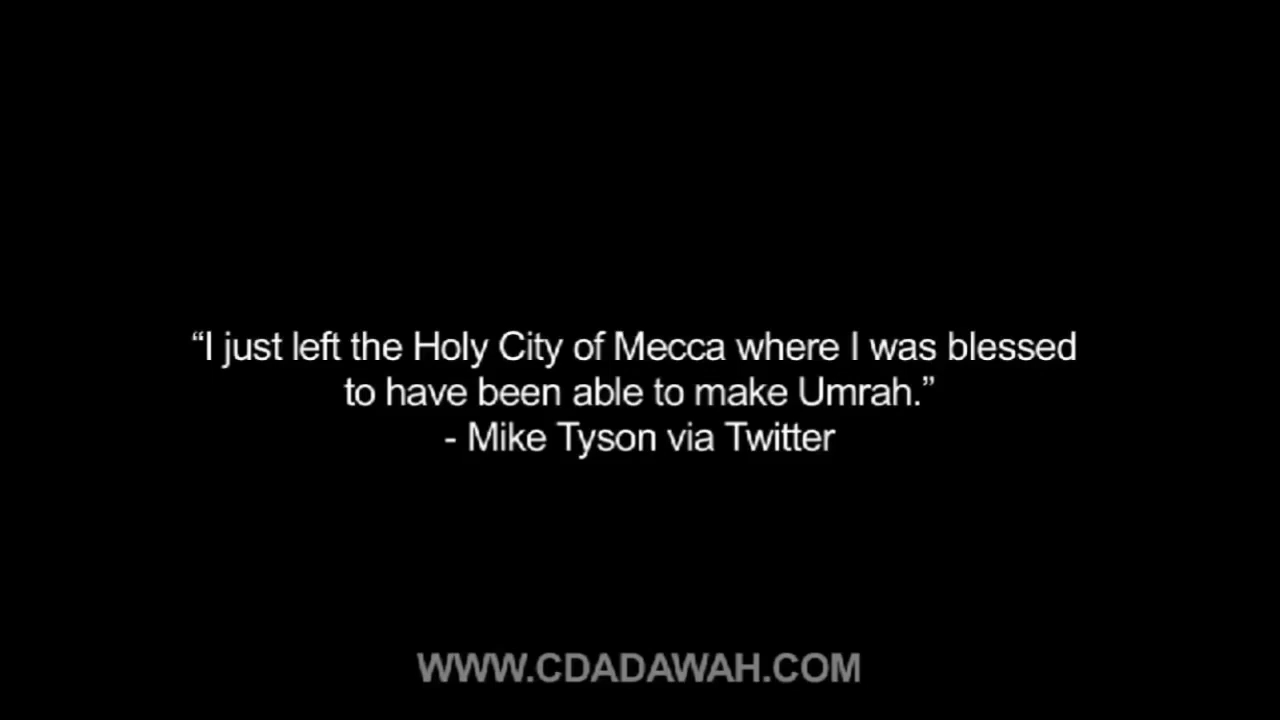 “I just left the Holy City of Mecca where I was blessed
to have been able to make Umrah.”
- Mike Tyson via Twitter
WWW.CDADAWAH.COM